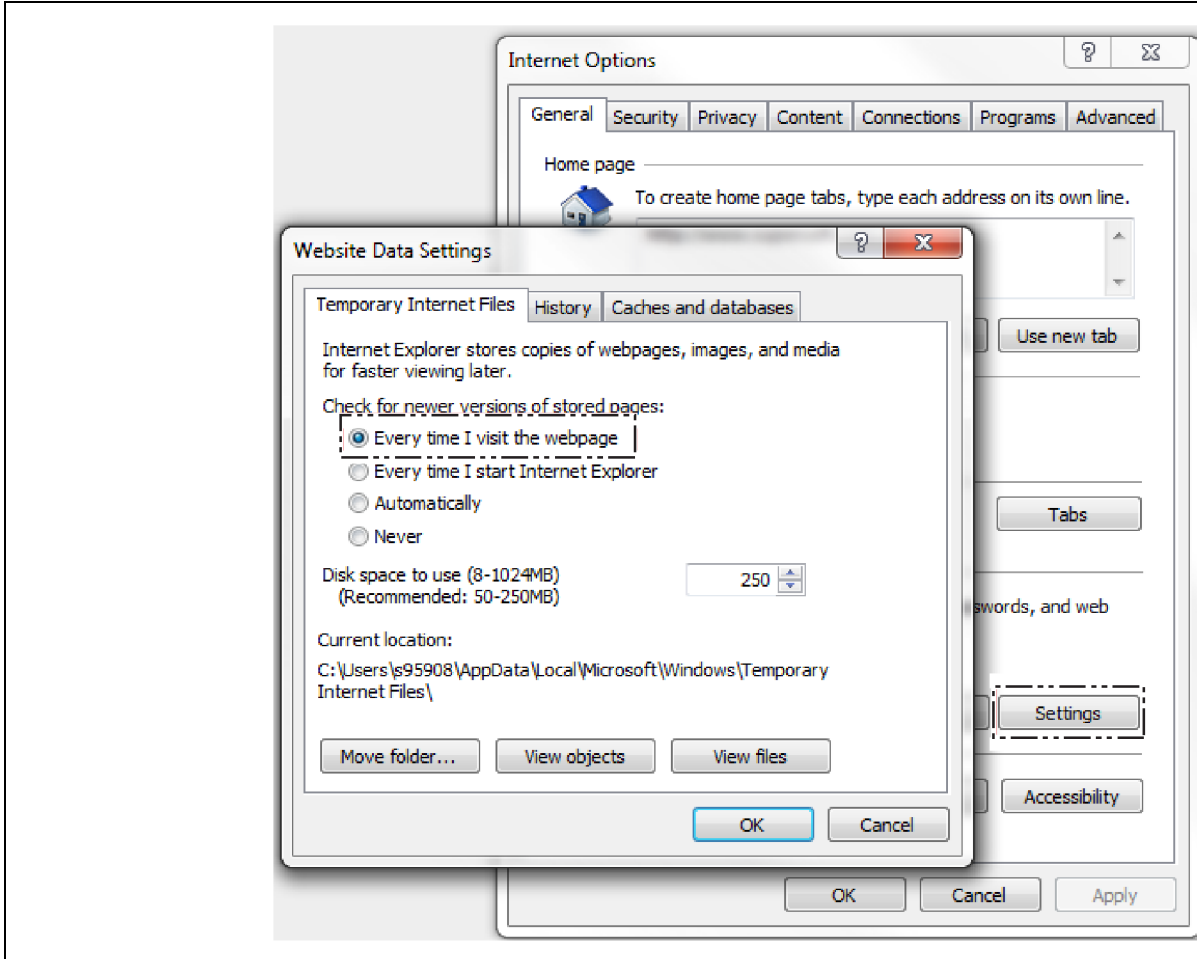 Internet Options
General Security Privacy Content Connections Programs Advanced
Home page
To create home page tabs, type each address on its own line.
Website Data Settings
Temporary Internet Files History Caches and databases
Internet Explorer stores copies of webpages, images, and media
for faster viewing later.
Check for newer versions of stored pages:
Every time I visit the webpage
Every time I start Internet Explorer
Automatically
Never
Disk space to use (8-1024MB)
(Recommended: 50-250MB)
250
Current location:
C:\Users\s95908\AppData\Local\Microsoft\Windows\Temporary
Internet Files\
Move folder... View objects View files
OK Cancel
Use new tab
Tabs
and web
Settings
Accessibility
OK Cancel Apply